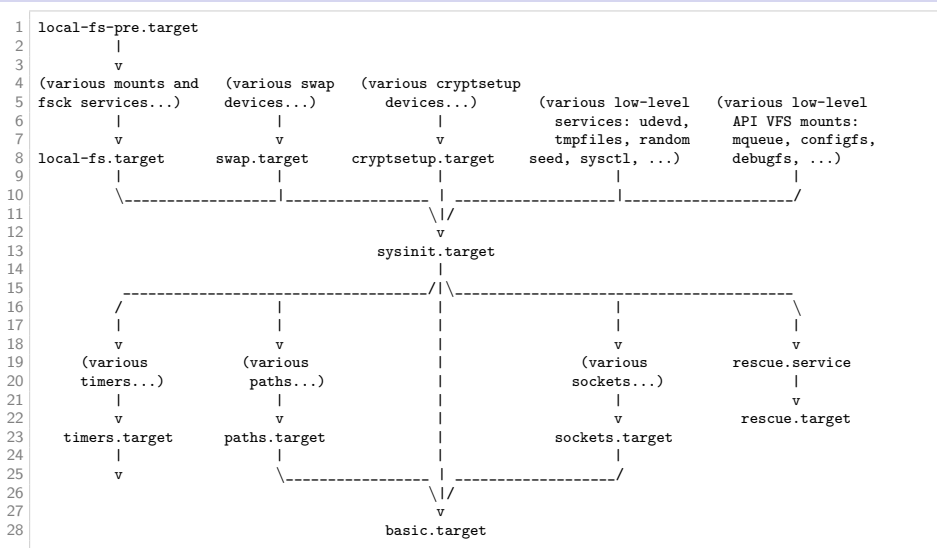 1 local-fs-pre.target
2           |
3           v
4 (various mounts and   (various swap   (various cryptsetup
5 fsck services...)     devices...)        devices...)       (various low-level   (various low-level
6           |                  |                  |             services: udevd,      API VFS mounts:
7           v                  v                  v             tmpfiles, random      mqueue, configfs,
8 local-fs.target      swap.target     cryptsetup.target    seed, sysctl, ...)      debugfs, ...)
9           |                  |                  |                    |                    |
10          \__________________|_________________ | ___________________|____________________/
11                                               \|/
12                                                v
13                                         sysinit.target
14                                                |
15           ____________________________________/|\________________________________________
16          /                  |                  |                    |                    \
17          |                  |                  |                    |                    |
18          v                  v                  |                    v                    v
19      (various           (various               |                (various          rescue.service
20      timers...)          paths...)             |               sockets...)               |
21          |                  |                  |                    |                    v
22          v                  v                  |                    v              rescue.target
23    timers.target      paths.target             |             sockets.target
24          |                  |                  |                    |
25          v                  \_________________ | ___________________/
26                                               \|/
27                                                v
28                                          basic.target